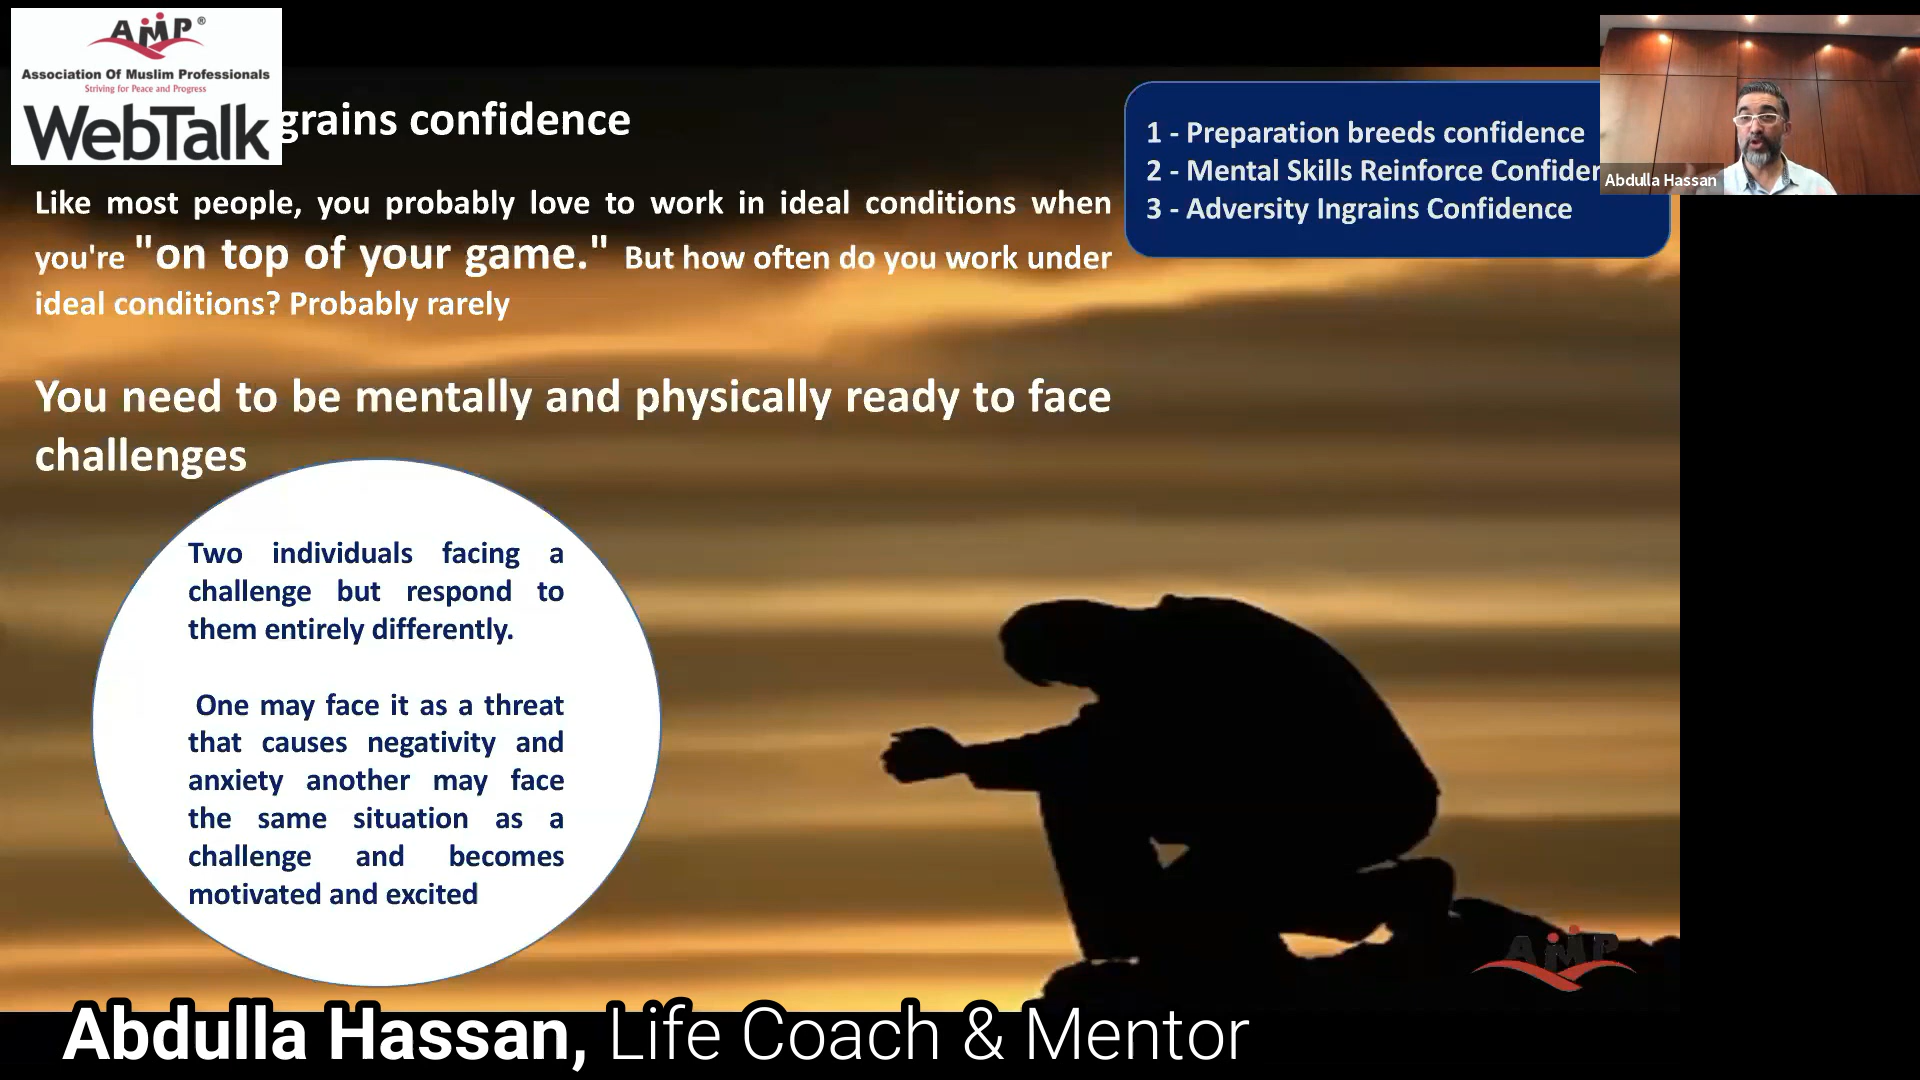 AMP®
Association Of Muslim Professionals
Striving for Peace and Progress
WebTalk
grains confidence
Like most people, you probably love to work in ideal conditions when
you're "on top of your game." But how often do you work under
ideal conditions? Probably rarely
You need to be mentally and physically ready to face
challenges
1 - Preparation breeds confidence
2 - Mental Skills Reinforce Confiden
3 - Adversity Ingrains Confidence
Abdulla Hassan
Two individuals facing a
challenge but respond to
them entirely differently.
One may face it as a threat
that causes negativity and
anxiety another may face
the same situation as a
challenge and becomes
motivated and excited
AMP
Abdulla Hassan, Life Coach & Mentor